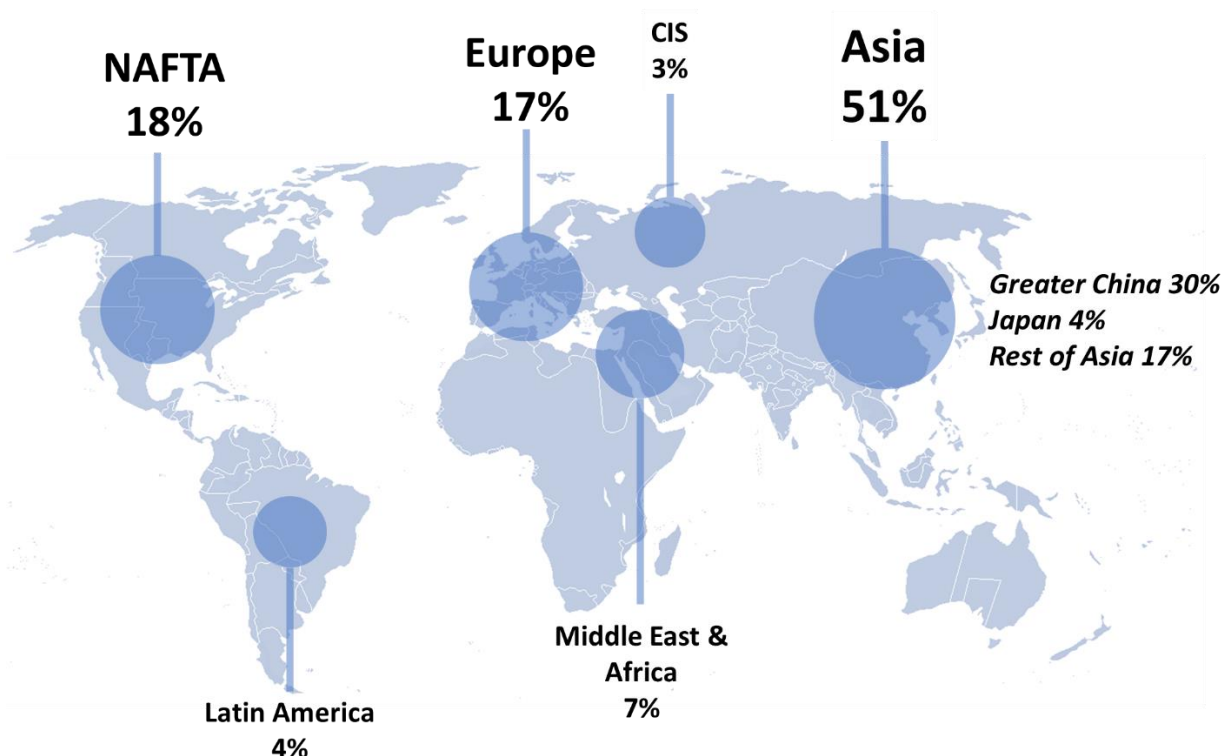 NAFTA
18%
Europe
17%
CIS
3%
Asia
51%
Greater China 30%
Japan 4%
Rest of Asia 17%
Middle East &
Africa
7%
Latin America
4%